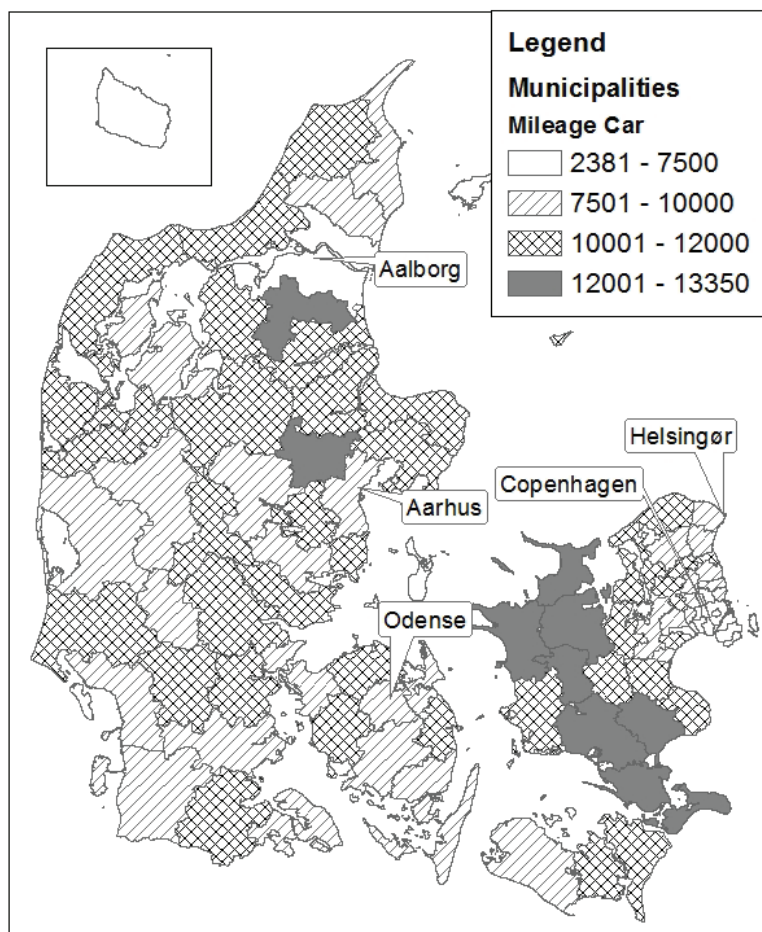 Legend
Municipalities
Mileage Car
2381 - 7500
7501 - 10000
10001 - 12000
12001 - 13350
Aalborg
Helsingør
Copenhagen
Aarhus
Odense